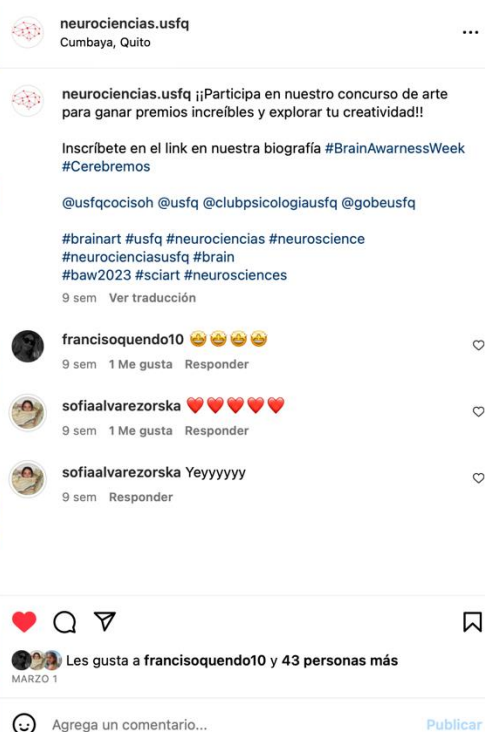 neurociencias.usfq
Cumbaya, Quito
neurociencias.usfq ¡¡Participa en nuestro concurso de arte
para ganar premios increíbles y explorar tu creatividad!!
Inscríbete en el link en nuestra biografía #BrainAwarnessWeek
#Cerebremos
@usfqcocisoh @usfq @clubpsicologiausfq @gobeusfq
#brainart #usfq #neurociencias #neuroscience
#neurocienciasusfq #brain
#baw2023 #sciart #neurosciences
9 sem Ver traducción
francisoquendo10 🤩🤩🤩🤩
9 sem 1 Me gusta Responder
sofiaalvarezorska ❤️❤️❤️❤️❤️
9 sem 1 Me gusta Responder
sofiaalvarezorska Yeyyyyyy
9 sem Responder
Les gusta a francisoquendo10 y 43 personas más
MARZO 1
Agrega un comentario... Publicar